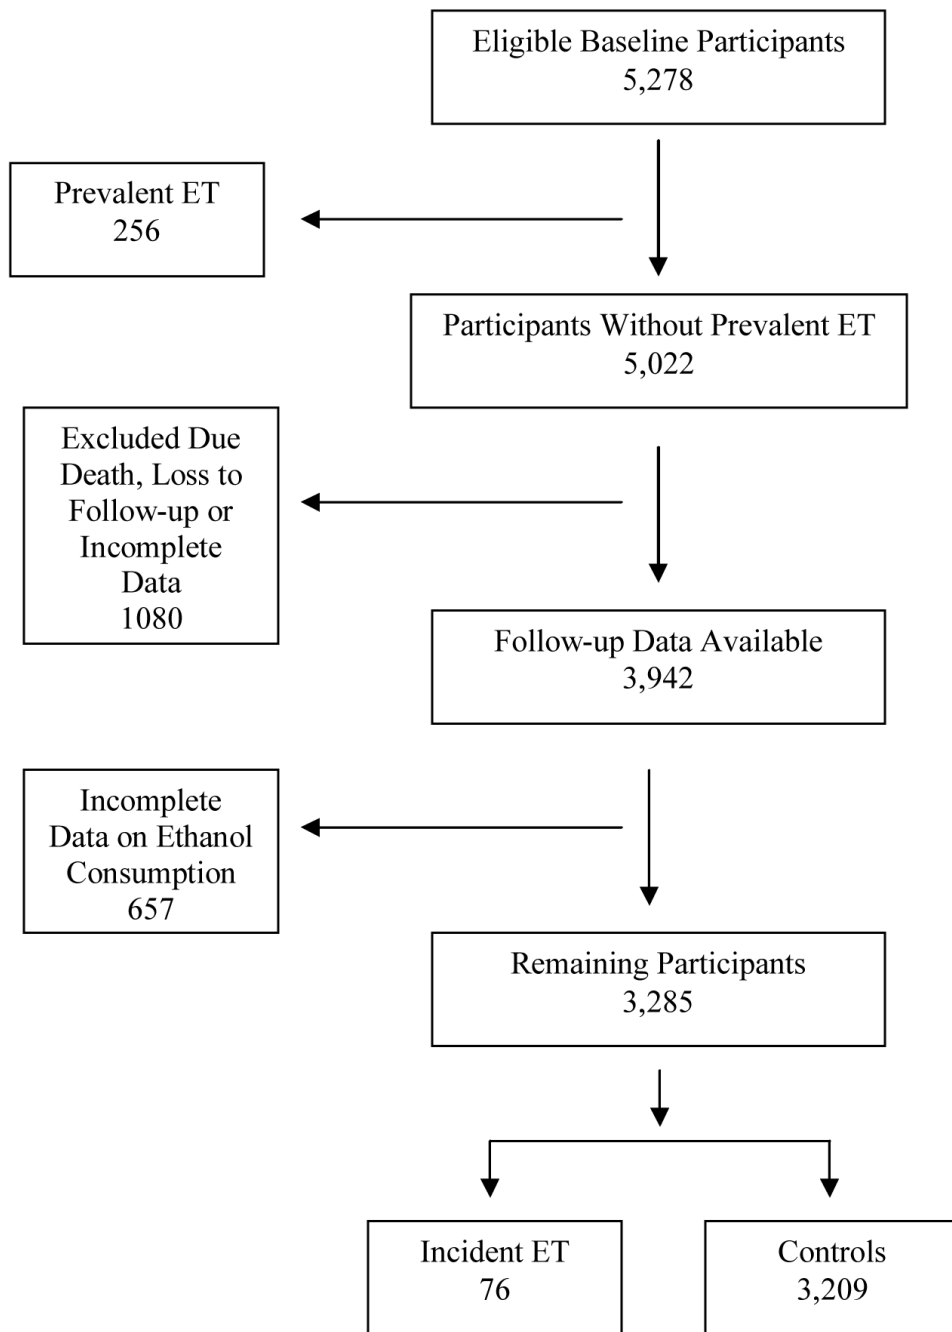 Eligible Baseline Participants
5,278
Prevalent ET
256
Participants Without Prevalent ET
5,022
Excluded Due
Death, Loss to
Follow-up or
Incomplete
Data
1080
Follow-up Data Available
3,942
Incomplete
Data on Ethanol
Consumption
657
Remaining Participants
3,285
Incident ET
76
Controls
3,209